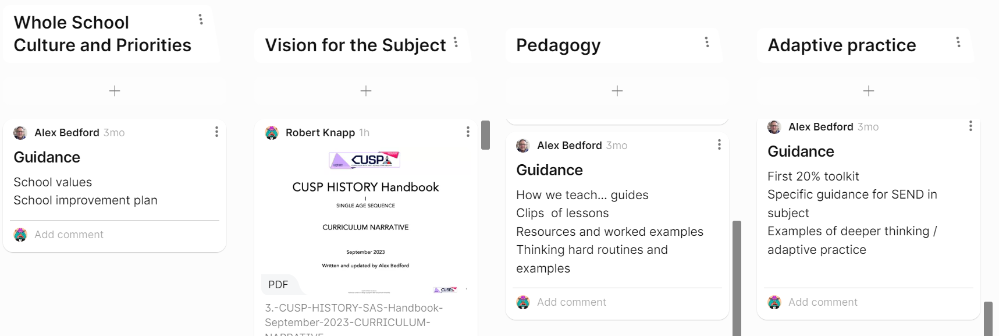 Whole School
Culture and Priorities
Alex Bedford 3mo
Guidance
School values
School improvement plan
Add comment
Vision for the Subject
Robert Knapp 1h
HISTORY
CUSP
CUSP HISTORY Handbook
SINGLE AGE SEQUENCE
CURRICULUM NARRATIVE
September 2023
Written and updated by Alex Bedford
PDF
CUSP
3.-CUSP-HISTORY-SAS-Handbook-
September-2023-CURRICULUM-
NARRATIVE
Pedagogy
Alex Bedford 3mo
Guidance
How we teach... guides
Clips  of lessons
Resources and worked examples
Thinking hard routines and
examples
Add comment
Adaptive practice
Alex Bedford 3mo
Guidance
First 20% toolkit
Specific guidance for SEND in
subject
Examples of deeper thinking /
adaptive practice
Add comment